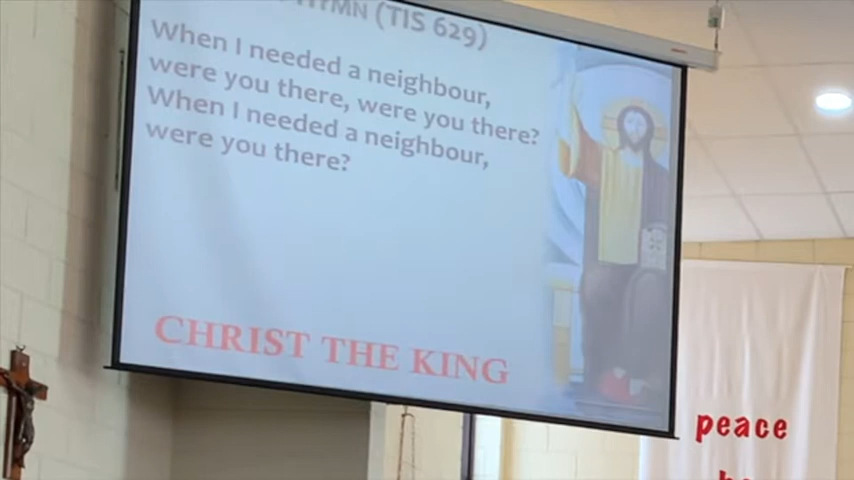 HYMN (TIS 629)
When I needed a neighbour,
were you there, were you there?
When I needed a neighbour,
were you there?
CHRIST THE KING
peace